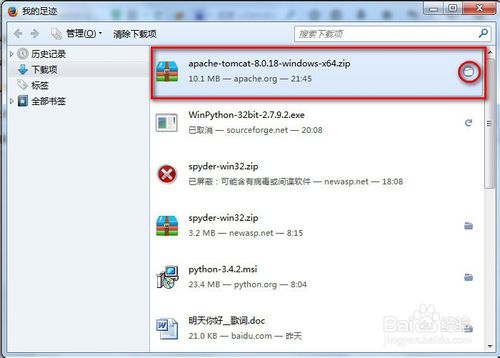 我的足迹
管理(O)
清除下载项
搜索下载项
历史记录
下载项
标签
全部书签
apache-tomcat-8.0.18-windows-x64.zip
10.1 MB — apache.org — 21:45
WinPython-32bit-2.7.9.2.exe
已取消 — sourceforge.net — 20:08
spyder-win32.zip
已屏蔽：可能含有病毒或间谍软件 — newasp.net — 18:08
spyder-win32.zip
3.2 MB — newasp.net — 8:15
python-3.4.2.msi
23.4 MB — python.org — 8:04
明天你好__歌词.doc
— baidu.com — 昨天
Baidu经验
jingyan.baidu.com